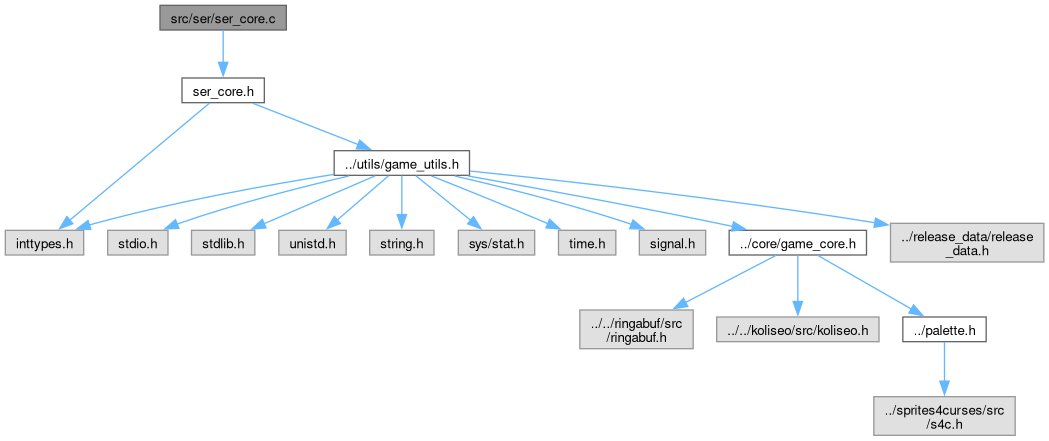 src/ser/ser_core.c
ser_core.h
../utils/game_utils.h
inttypes.h
stdio.h
stdlib.h
unistd.h
string.h
sys/stat.h
time.h
signal.h
../core/game_core.h
../release_data/release
_data.h
../../ringabuf/src
/ringabuf.h
../../koliseo/src/koliseo.h
../palette.h
../sprites4curses/src
/s4c.h